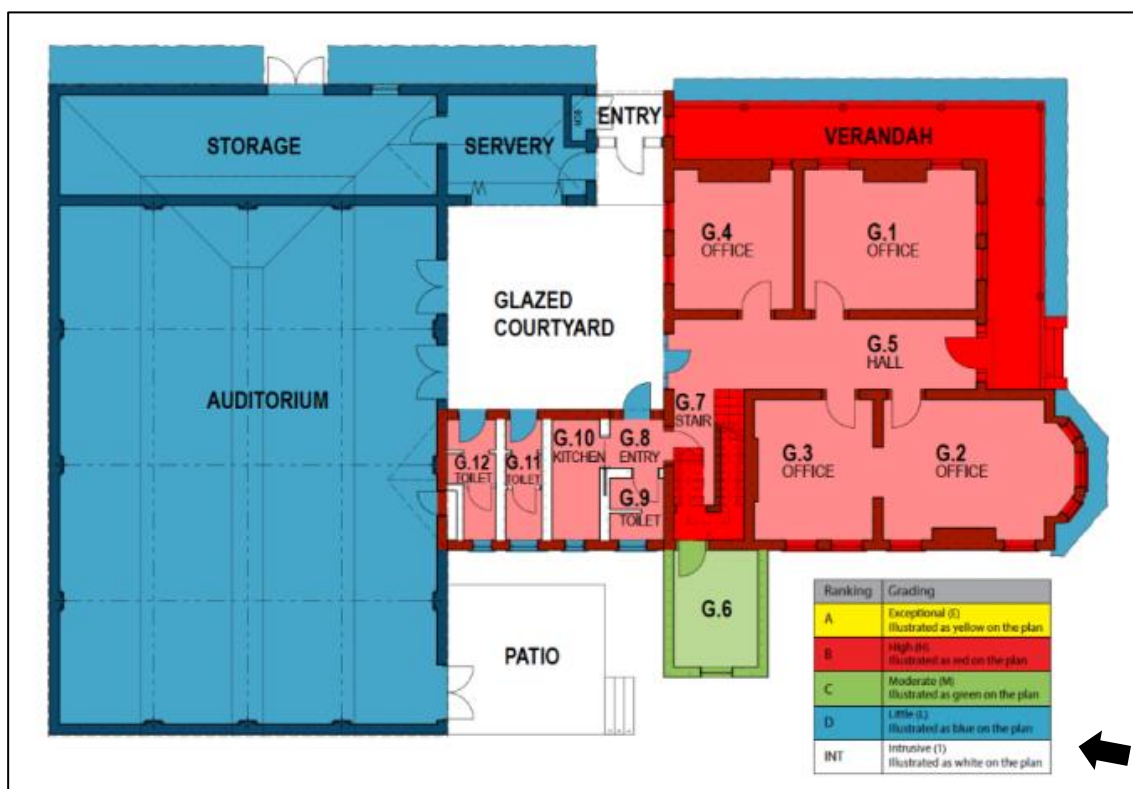 ENTRY
STORAGE
SERVERY
VERANDAH
G.4
OFFICE
G.1
OFFICE
GLAZED
COURTYARD
G.5
HALL
AUDITORIUM
G.7
STAIR
G.12
TOILET
G.11
TOILET
G.10
KITCHEN
G.8
ENTRY
G.9
TOILET
G.3
OFFICE
G.2
OFFICE
G.6
PATIO
Ranking Grading
A Exceptional (E)
Illustrated as yellow on the plan
B High (H)
Illustrated as red on the plan
C Moderate (M)
Illustrated as green on the plan
D Little (L)
Illustrated as blue on the plan
INT Intrusive (1)
Illustrated as white on the plan